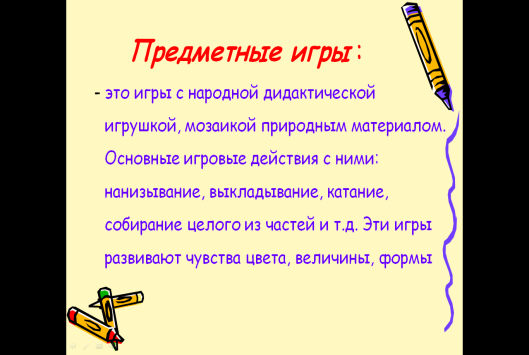 Предметные игры:
- это игры с народной дидактической
игрушкой, мозаикой природным материалом.
Основные игровые действия с ними:
нанизывание, выкладывание, катание,
собирание целого из частей и т.д. Эти игры
развивают чувства цвета, величины, формы